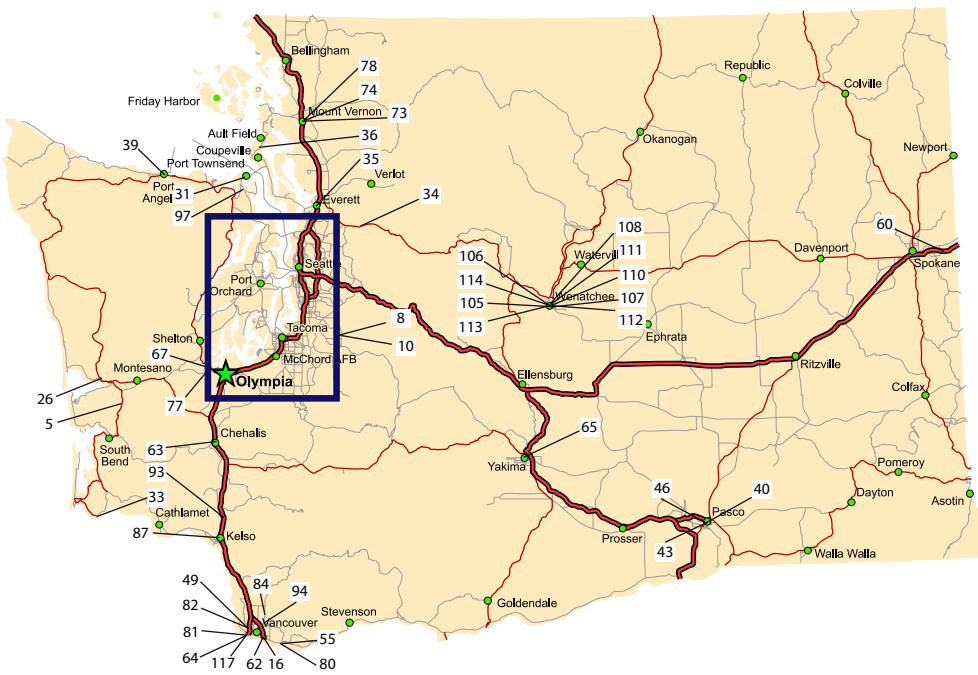 Bellingham
78
Republic
Colville
74
Friday Harbor
Mount Vernon
73
Ault Field
36
Okanogan
39
Coupeville
Newport
Port Townsend
35
Verlot
Port
Angel
31
97
Everett
34
60
108
Watervill
111
Davenport
106
Spokane
Seattle
114
110
Port
Orchard
Wenatchee
105
107
8
113
112
Tacoma
Ephrata
Shelton
10
67
McChord AFB
Ritzville
Montesano
Olympia
Ellensburg
26
77
Colfax
5
63
Chehalis
65
South
Bend
Yakima
93
Pomeroy
46
40
33
Dayton
Asotin
Cathlamet
Pasco
87
Kelso
Prosser
43
Walla Walla
49
84
94
Goldendale
82
Stevenson
Vancouver
81
55
64
117
62
16
80